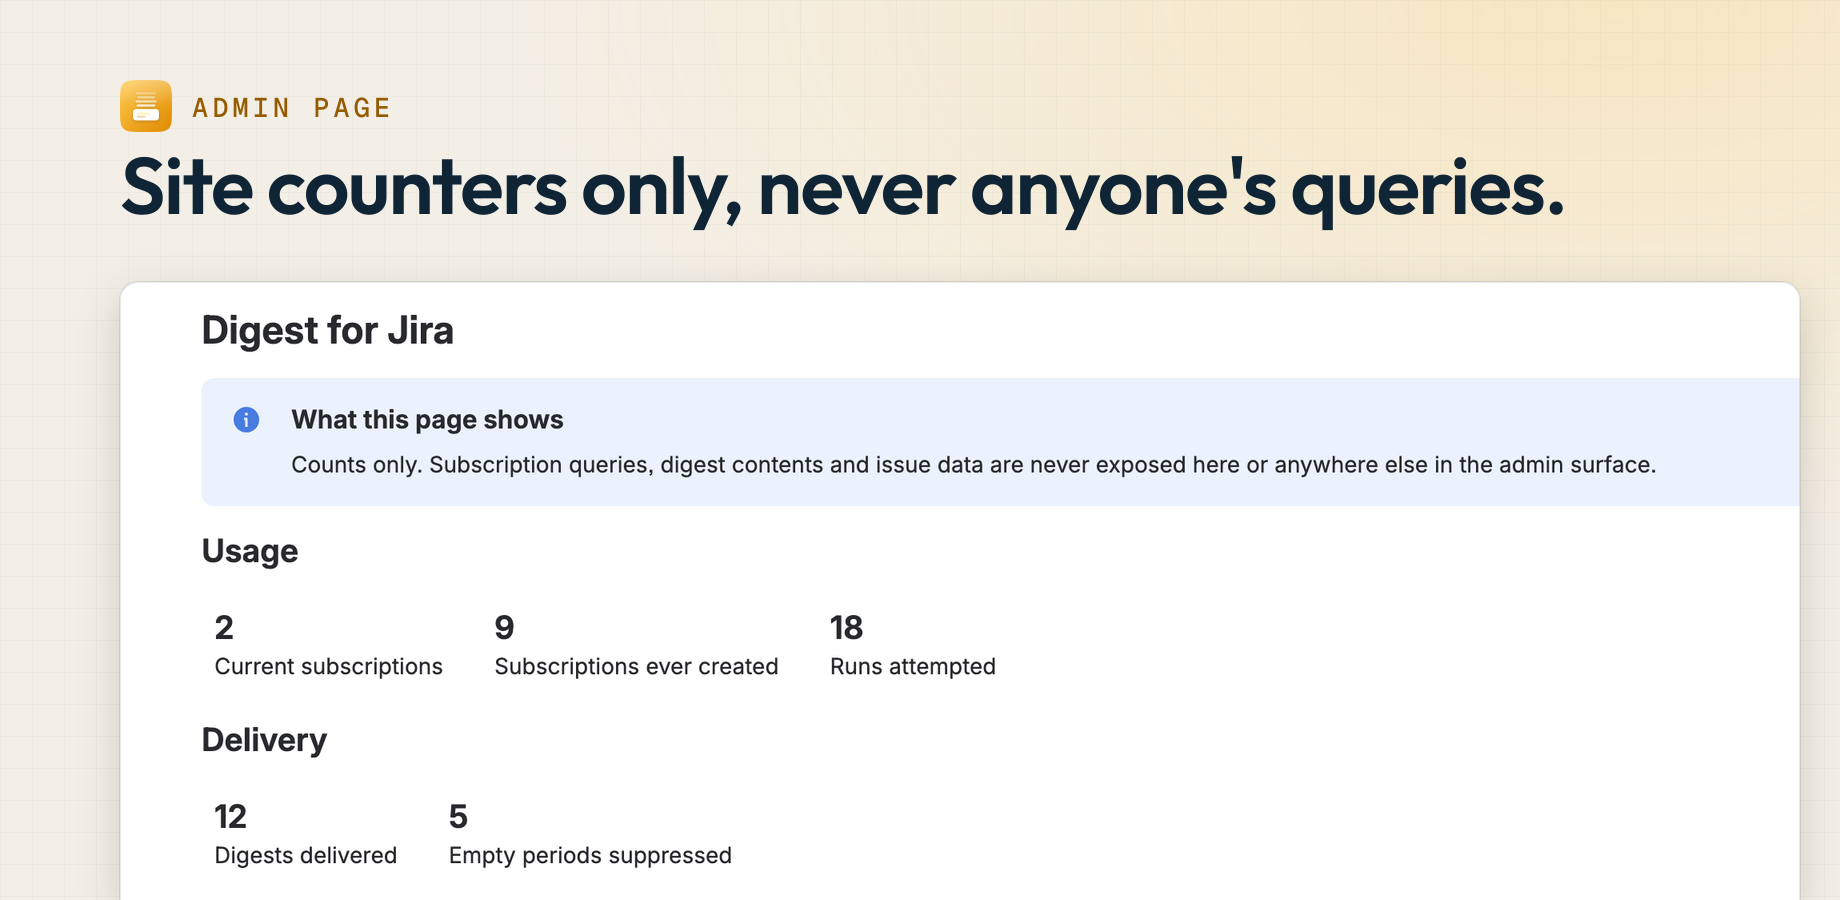 ADMIN PAGE
Site counters only, never anyone's queries.
Digest for Jira
What this page shows
Counts only. Subscription queries, digest contents and issue data are never exposed here or anywhere else in the admin surface.
Usage
2 9 18
Current subscriptions Subscriptions ever created Runs attempted
Delivery
12 5
Digests delivered Empty periods suppressed